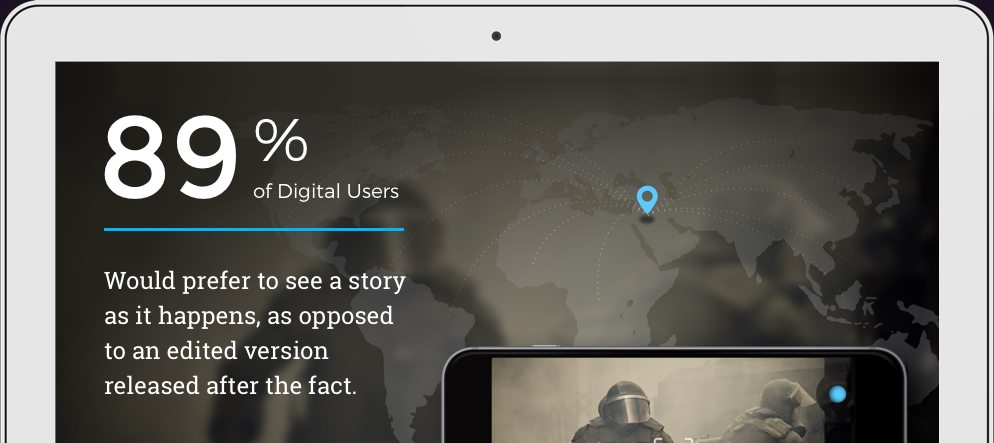 89 %
of Digital Users
Would prefer to see a story
as it happens, as opposed
to an edited version
released after the fact.